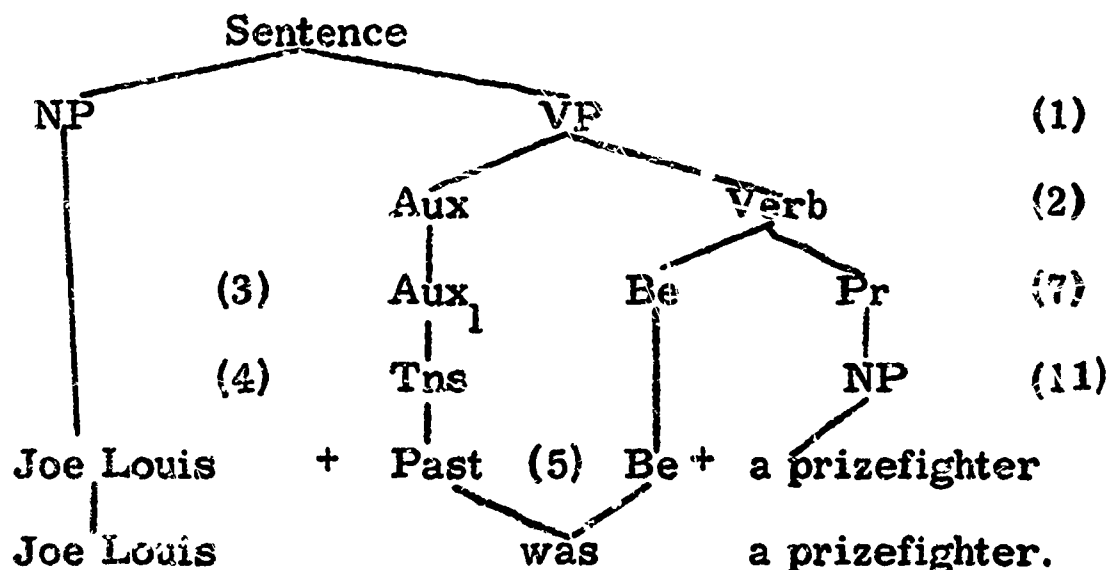 Sentence
NP VP (1)
Aux Verb (2)
(3) Aux1 Be Pr (7)
(4) Tns NP (11)
Joe Louis + Past (5) Be + a prizefighter
Joe Louis was a prizefighter.